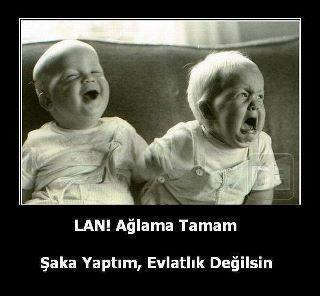 LAN! Ağlama Tamam
Şaka Yaptım, Evlatlık Değilsin